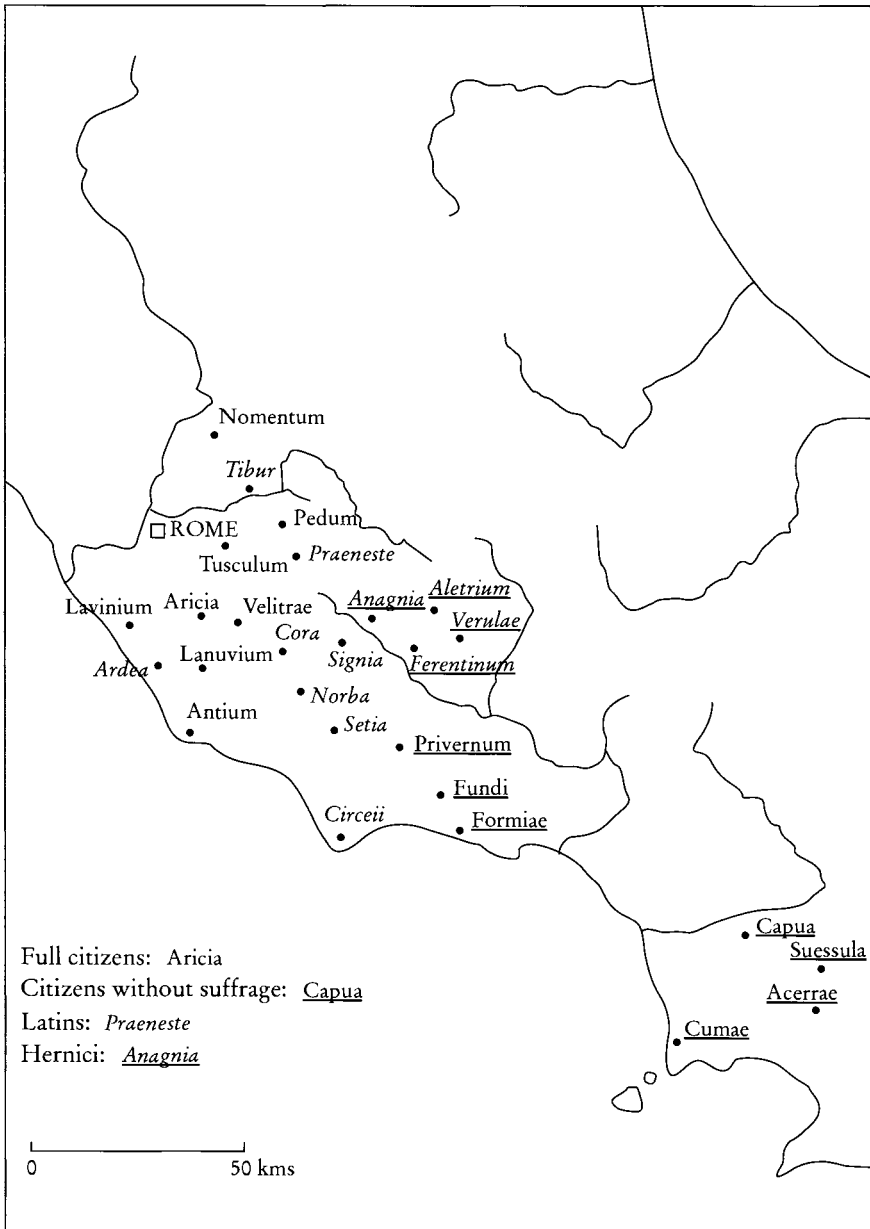 Nomentum
Tibur
ROME
Pedum
Tusculum
Praeneste
Lavinium
Aricia
Velitrae
Anagnia
Aletrium
Verulae
Cora
Signia
Ferentinum
Ardea
Lanuvium
Norba
Antium
Setia
Privernum
Fundi
Circeii
Formiae
Capua
Suessula
Acerrae
Cumae
Full citizens: Aricia
Citizens without suffrage: Capua
Latins: Praeneste
Hernici: Anagnia
0 50 kms